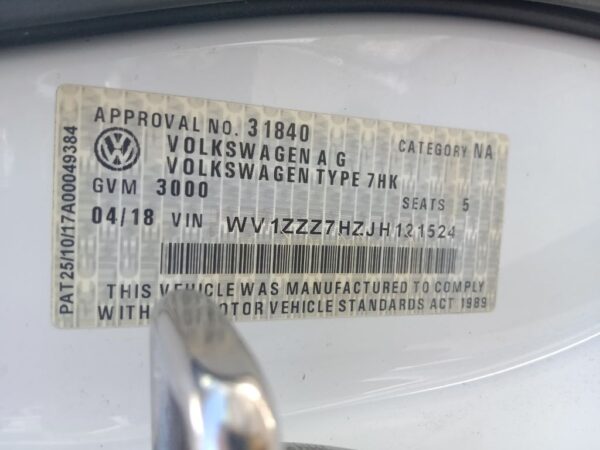 APPROVAL NO. 31840 CATEGORY NA
VOLKSWAGEN A G
VOLKSWAGEN TYPE 7HK
GVM 3000 SEATS 5
04/18 VIN WV1ZZZ7HZJH121524
THIS VEHICLE WAS MANUFACTURED TO COMPLY
WITH MOTOR VEHICLE STANDARDS ACT 1989
PAT25/10/17A00049384